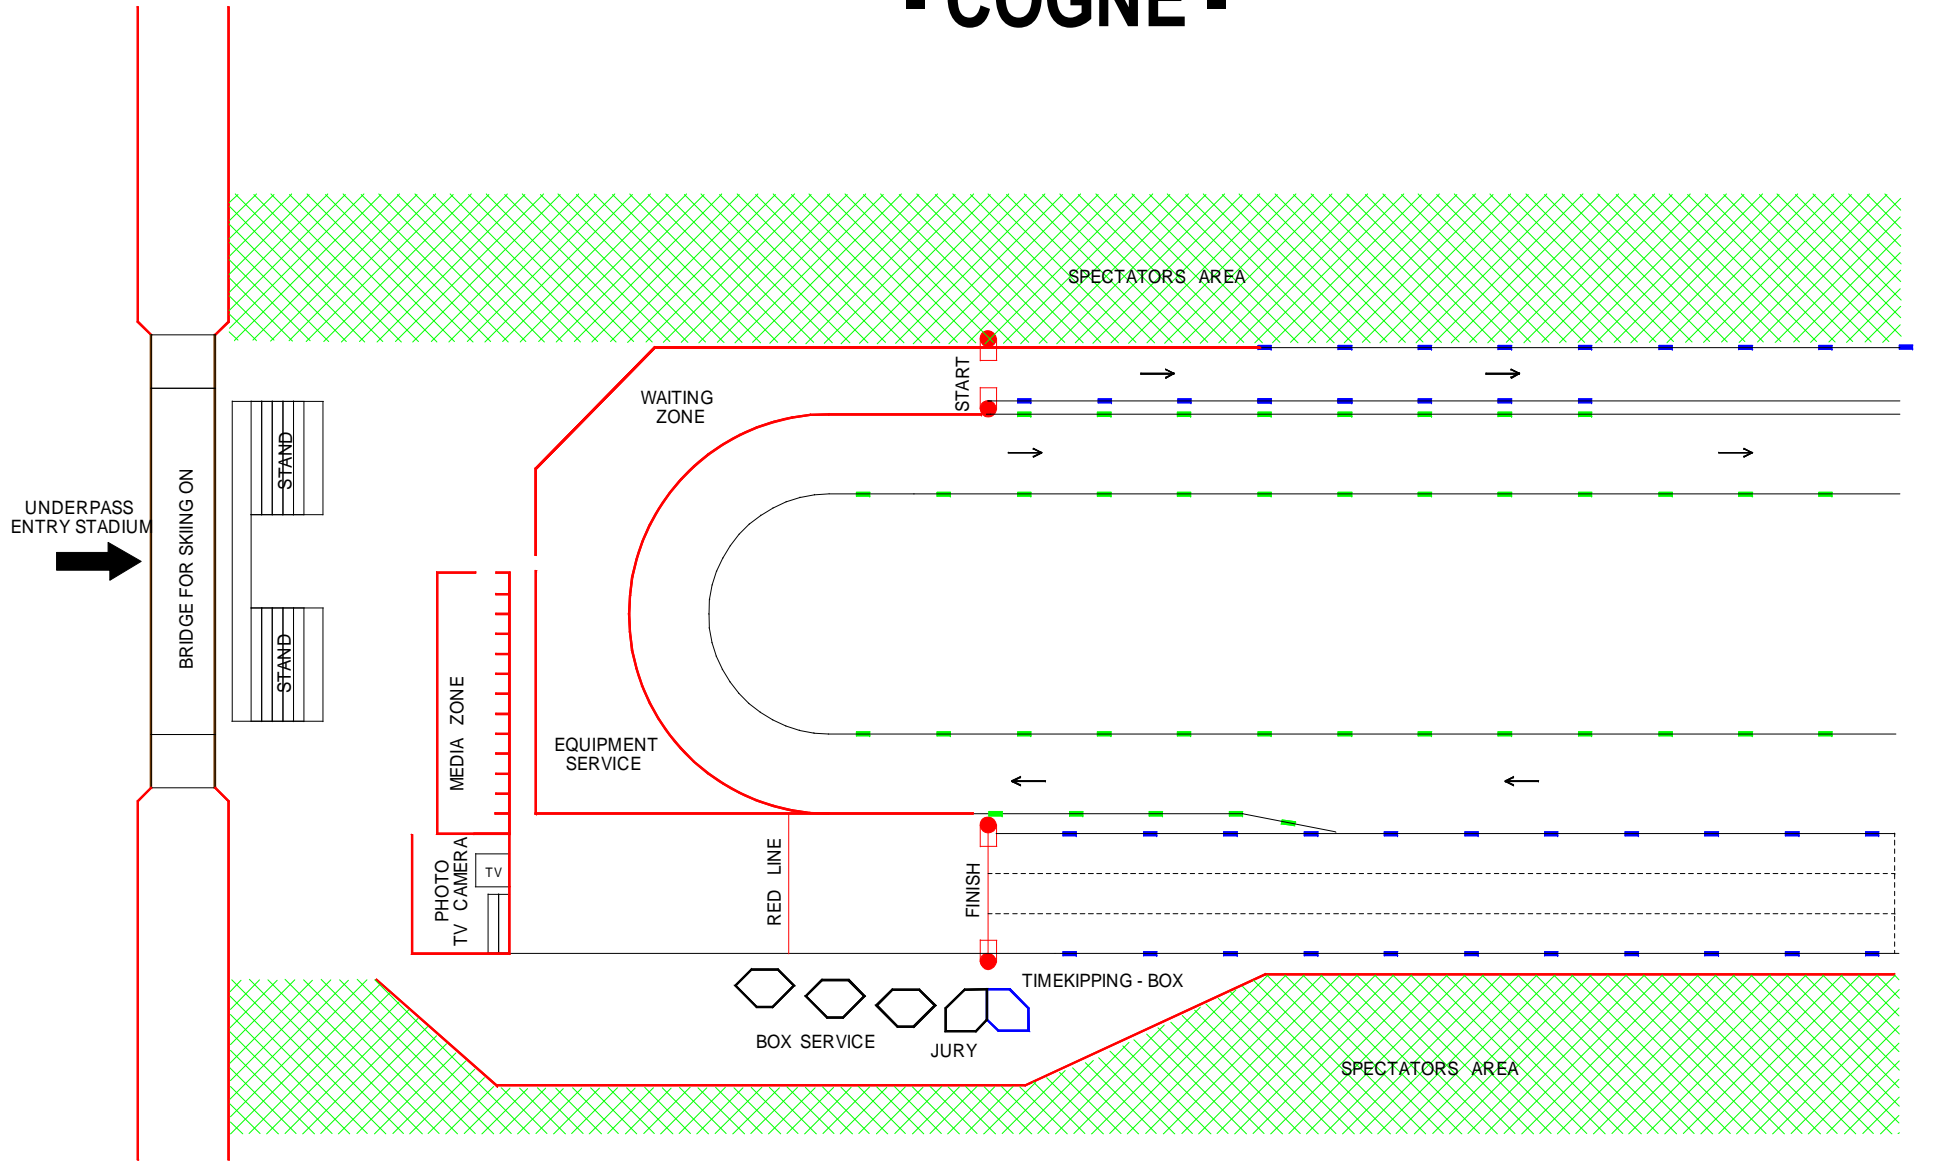 - COGNE -
SPECTATORS AREA
START
WAITING
ZONE
STAND
BRIDGE FOR SKIING ON
UNDERPASS
ENTRY STADIUM
STAND
MEDIA ZONE
EQUIPMENT
SERVICE
PHOTO
TV CAMERA
TV
RED LINE
FINISH
TIMEKIPPING - BOX
BOX SERVICE
JURY
SPECTATORS AREA